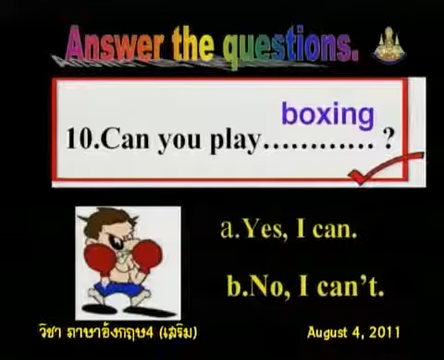 Answer the questions.
boxing
10.Can you play………… ?
a.Yes, I can.
b.No, I can't.
วิชา ภาษาอังกฤษ4 (เสริม)
August 4, 2011